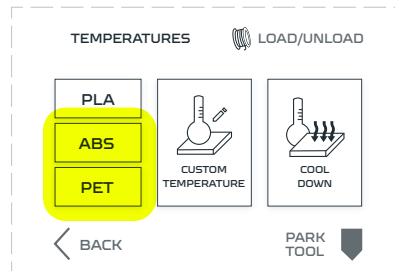 TEMPERATURES
LOAD/UNLOAD
PLA
ABS
PET
CUSTOM
TEMPERATURE
COOL
DOWN
BACK
PARK
TOOL